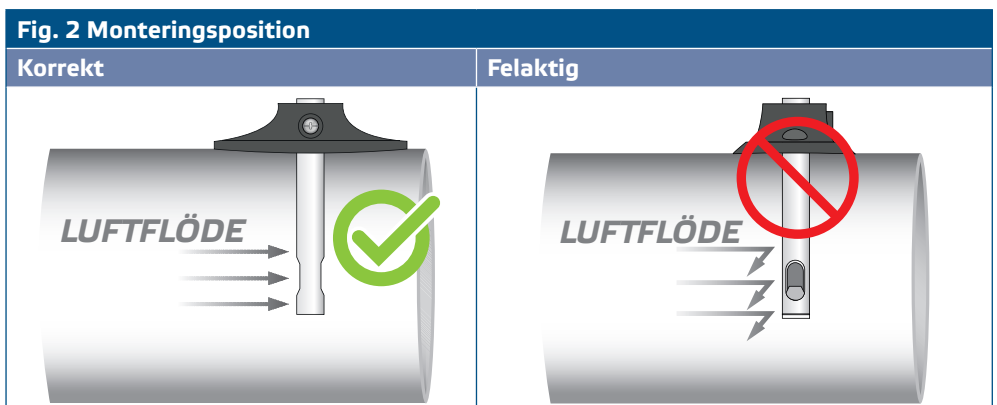 Fig. 2 Monteringsposition
Korrekt
Felaktig
LUFTFLÖDE
LUFTFLÖDE